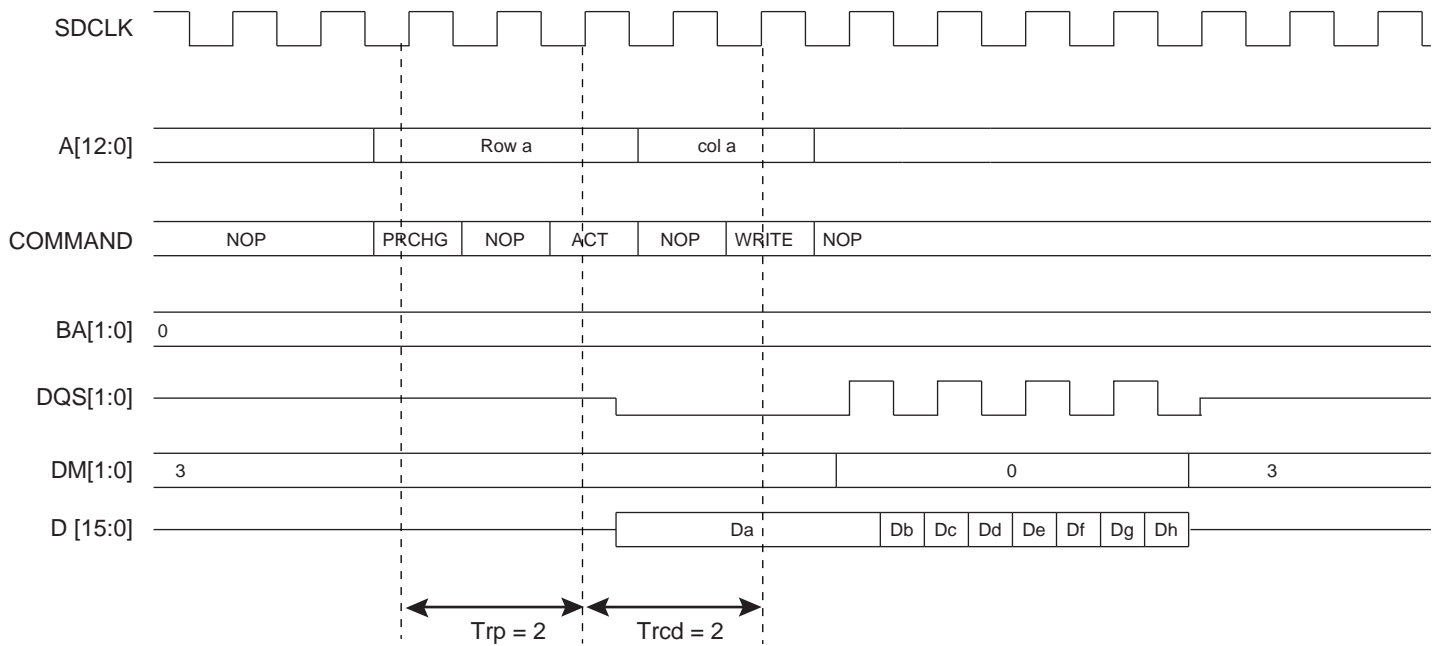 SDCLK
A[12:0] Row a col a
COMMAND NOP PRCHG NOP ACT NOP WRITE NOP
BA[1:0] 0
DQS[1:0]
DM[1:0] 3 0 3
D [15:0] Da Db Dc Dd De Df Dg Dh
Trp = 2 Trcd = 2